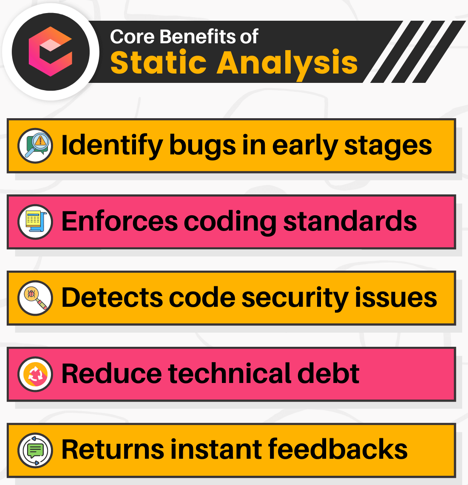 Core Benefits of
Static Analysis
Identify bugs in early stages
Enforces coding standards
Detects code security issues
Reduce technical debt
Returns instant feedbacks